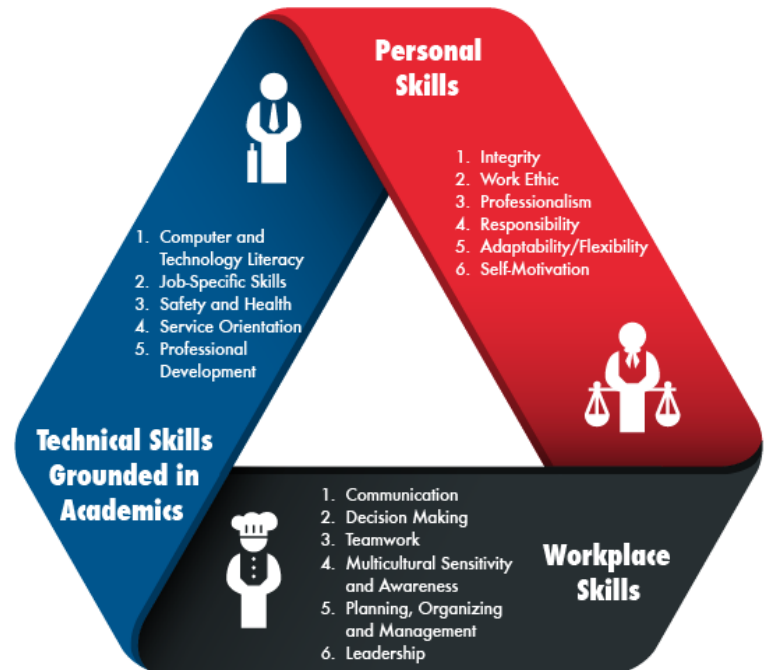 Personal
Skills
1. Integrity
2. Work Ethic
3. Professionalism
4. Responsibility
5. Adaptability/Flexibility
6. Self-Motivation
1. Computer and
Technology Literacy
2. Job-Specific Skills
3. Safety and Health
4. Service Orientation
5. Professional
Development
Technical Skills
Grounded in
Academics
1. Communication
2. Decision Making
3. Teamwork
4. Multicultural Sensitivity
and Awareness
5. Planning, Organizing
and Management
6. Leadership
Workplace
Skills